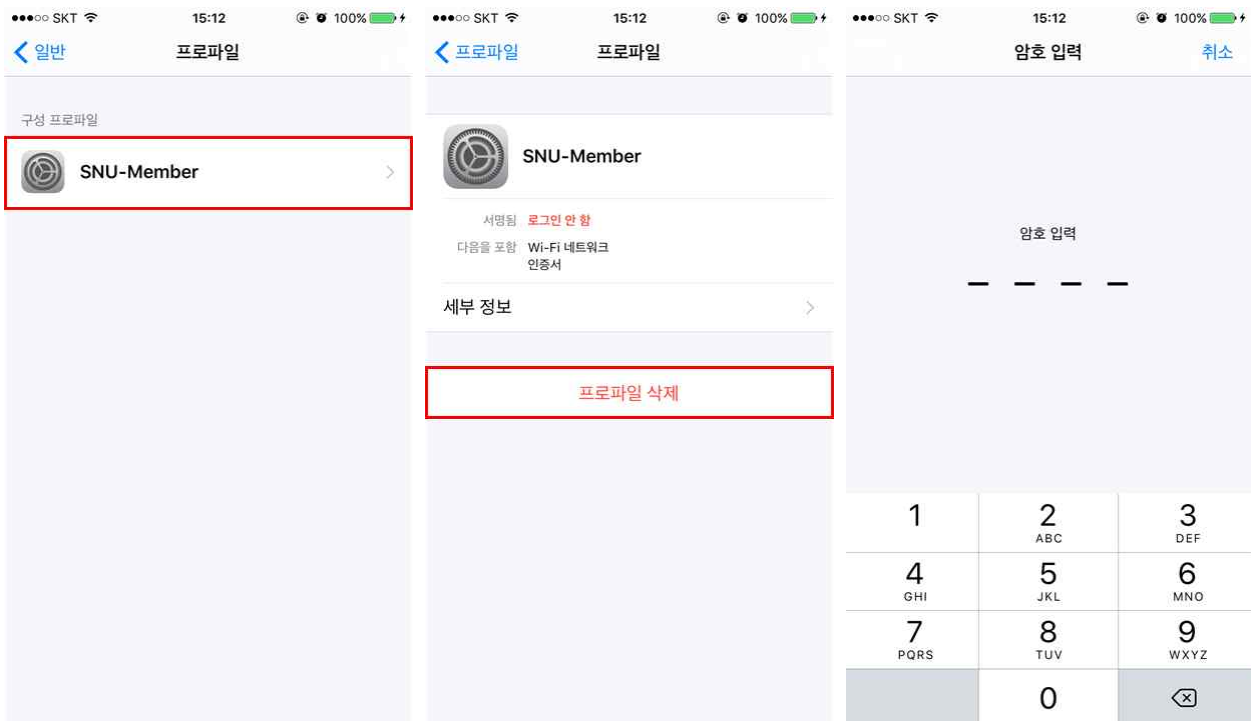 ●●●○○ SKT 15:12 100%
일반 프로파일
구성 프로파일
SNU-Member
●●●○○ SKT 15:12 100%
프로파일 프로파일
SNU-Member
서명됨 로그인 안 함
다음을 포함 Wi-Fi 네트워크
인증서
세부 정보
프로파일 삭제
●●●○○ SKT 15:12 100%
암호 입력 취소
암호 입력
1 2 3
ABC DEF
4 5 6
GHI JKL MNO
7 8 9
PQRS TUV WXYZ
0